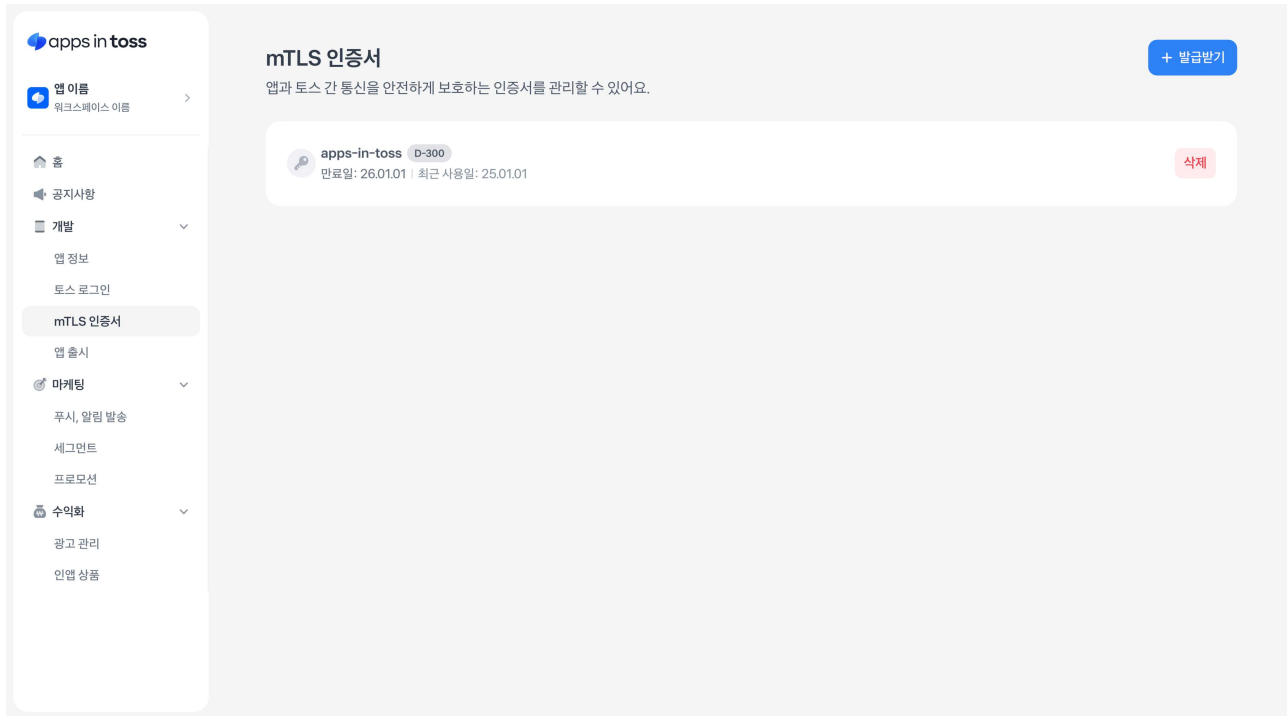 apps in toss
앱 이름
워크스페이스 이름
홈
공지사항
개발
앱 정보
토스 로그인
mTLS 인증서
앱 출시
마케팅
푸시, 알림 발송
세그먼트
프로모션
수익화
광고 관리
인앱 상품
mTLS 인증서
+ 발급받기
앱과 토스 간 통신을 안전하게 보호하는 인증서를 관리할 수 있어요.
apps-in-toss D-300
만료일: 26.01.01 | 최근 사용일: 25.01.01
삭제